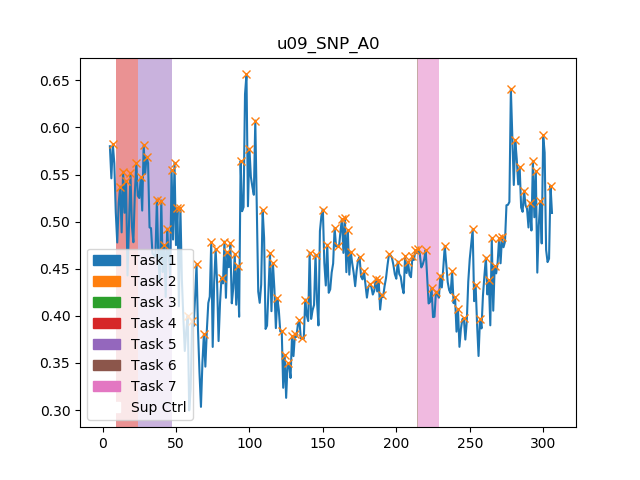 u09_SNP_A0
0.65
0.60
0.55
0.50
0.45
0.40
0.35
0.30
Task 1
Task 2
Task 3
Task 4
Task 5
Task 6
Task 7
Sup Ctrl
0 50 100 150 200 250 300